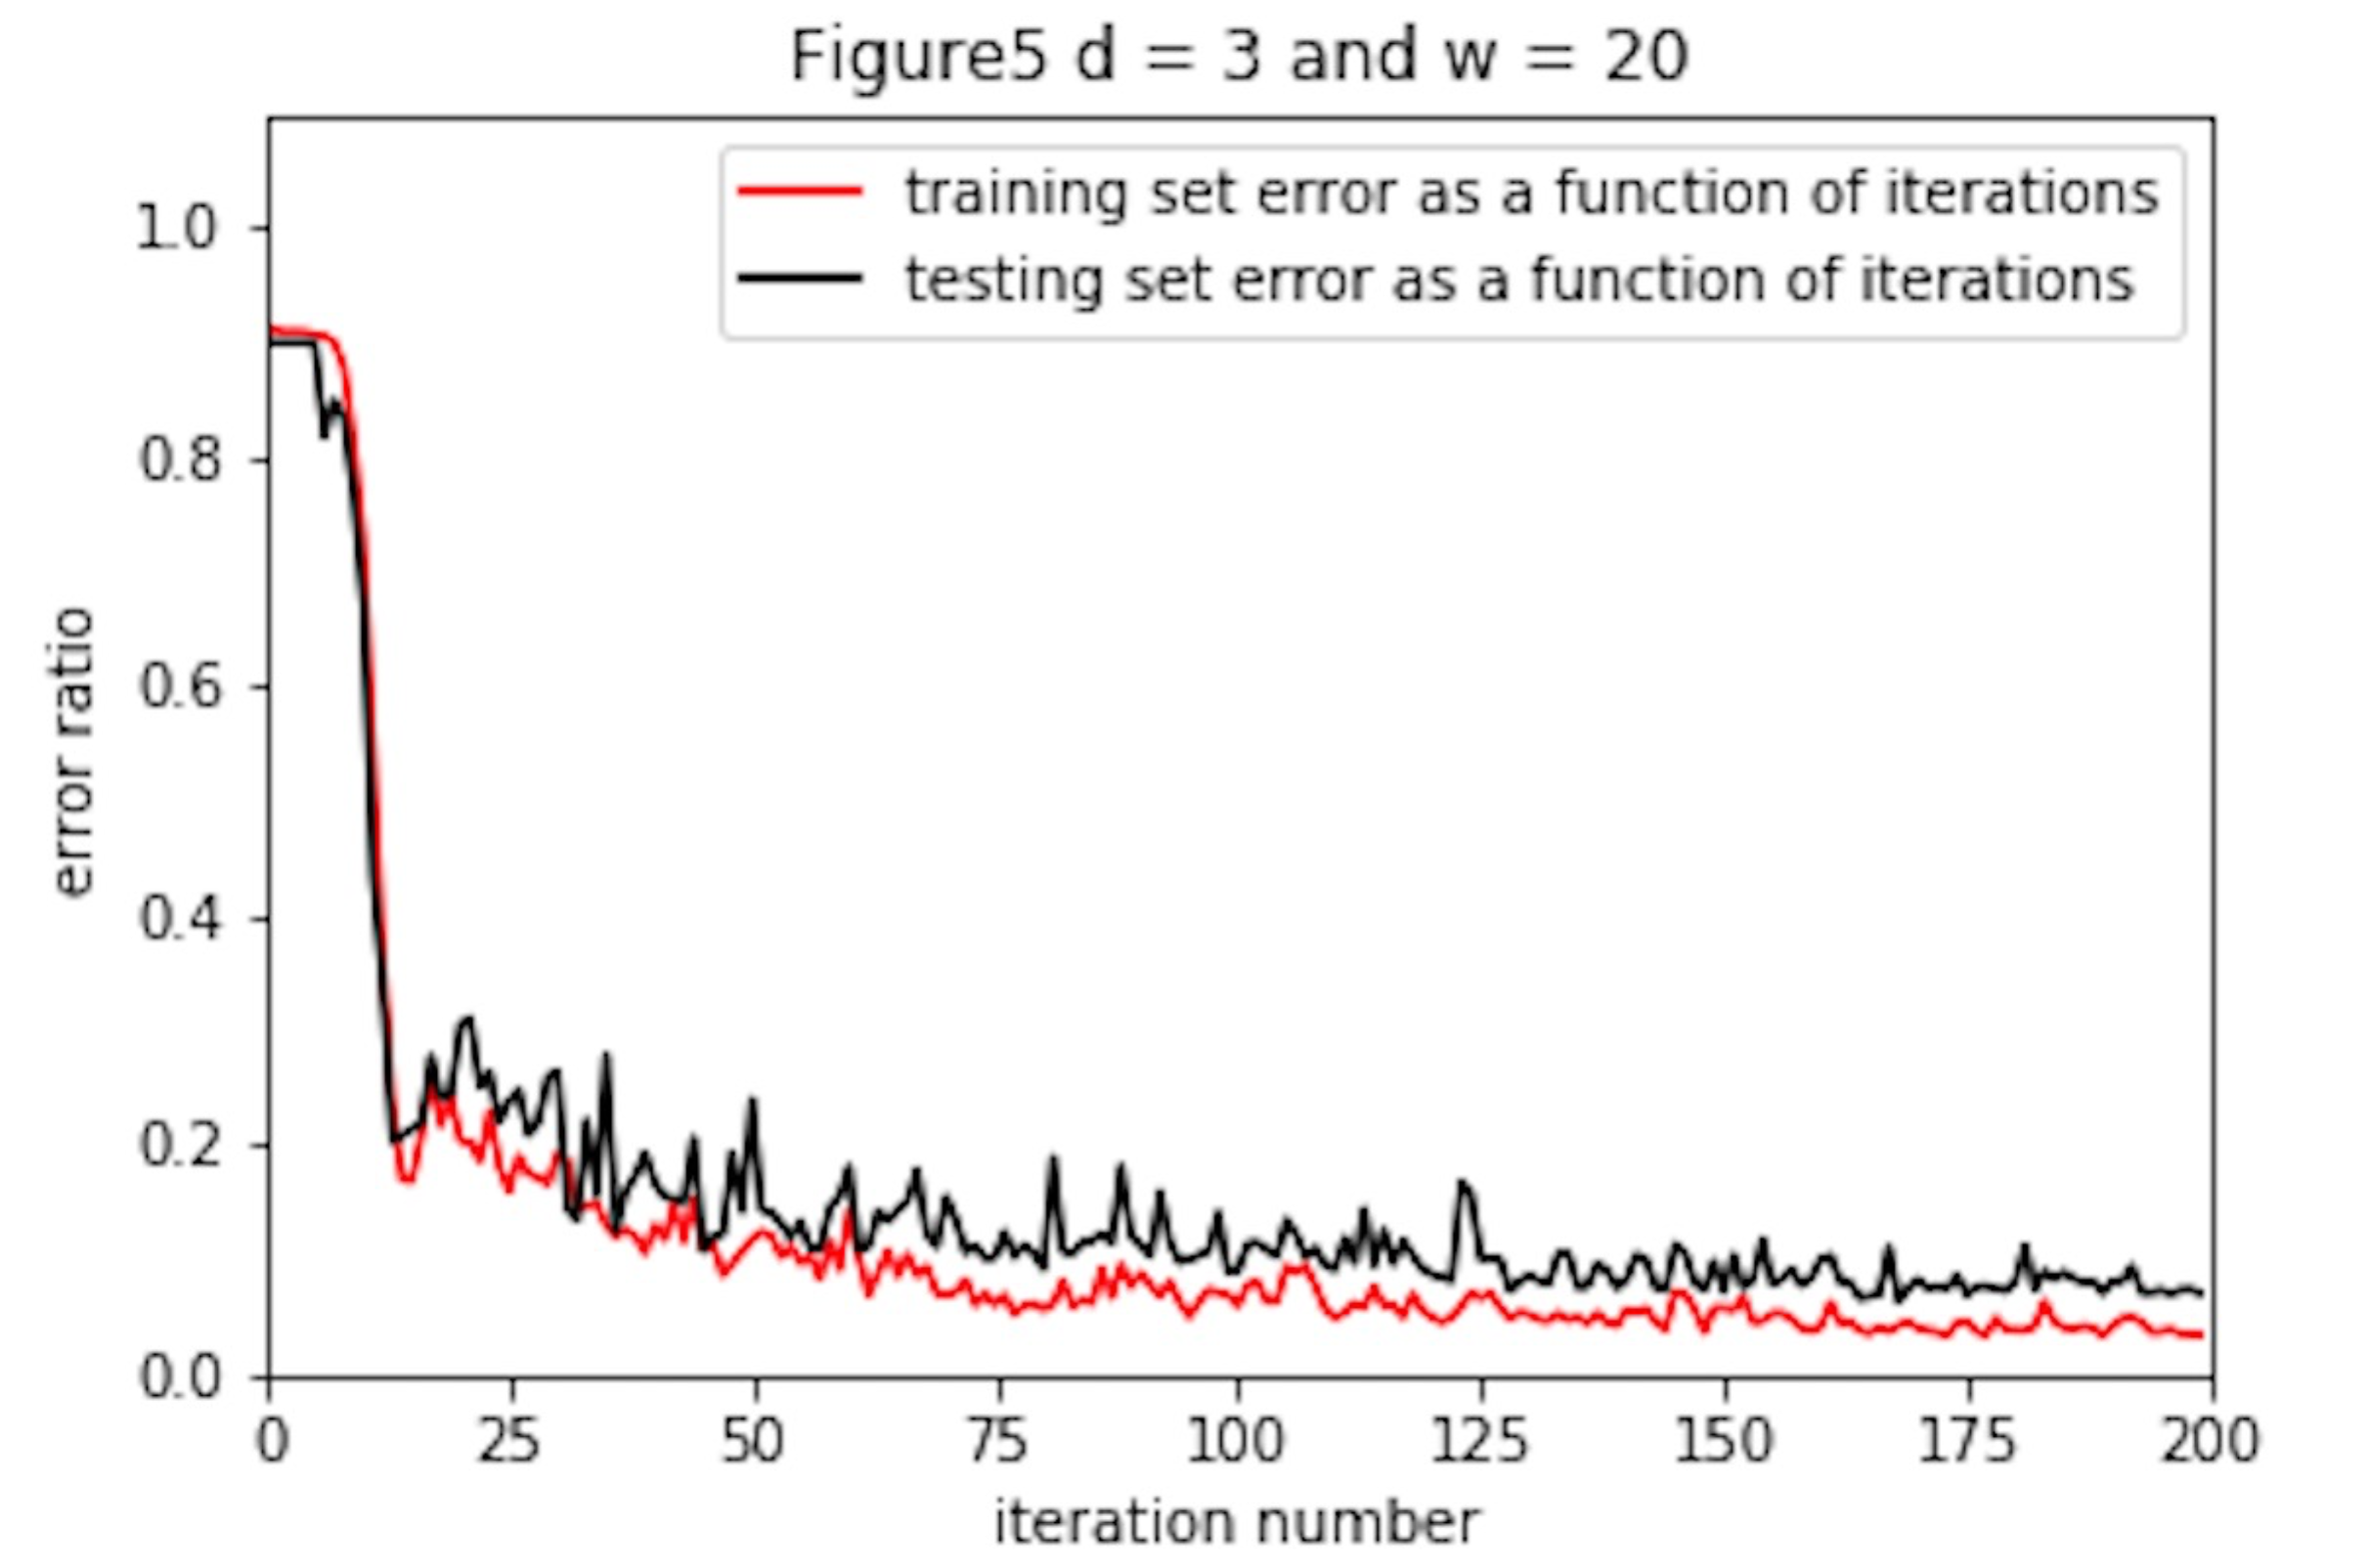 Figure5 d = 3 and w = 20
training set error as a function of iterations
testing set error as a function of iterations
1.0
0.8
0.6
0.4
0.2
0.0
error ratio
0 25 50 75 100 125 150 175 200
iteration number